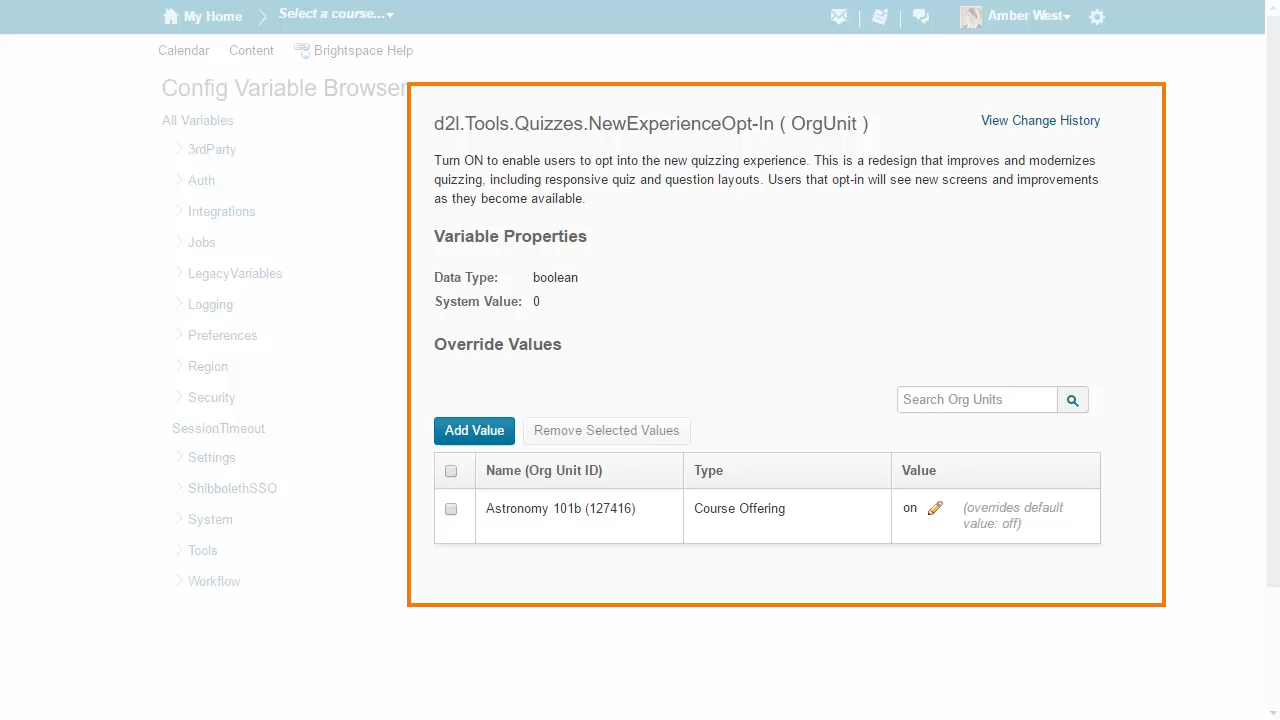 My Home
Select a course...
Amber West
Calendar
Content
Brightspace Help
Config Variable Browser
All Variables
3rdParty
Auth
Integrations
Jobs
LegacyVariables
Logging
Preferences
Region
Security
SessionTimeout
Settings
ShibbolethSSO
System
Tools
Workflow
d2l.Tools.Quizzes.NewExperienceOpt-In ( OrgUnit )
View Change History
Turn ON to enable users to opt into the new quizzing experience. This is a redesign that improves and modernizes
quizzing, including responsive quiz and question layouts. Users that opt-in will see new screens and improvements
as they become available.
Variable Properties
Data Type: boolean
System Value: 0
Override Values
Search Org Units
Add Value
Remove Selected Values
Name (Org Unit ID)
Type
Value
Astronomy 101b (127416)
Course Offering
on
(overrides default
value: off)